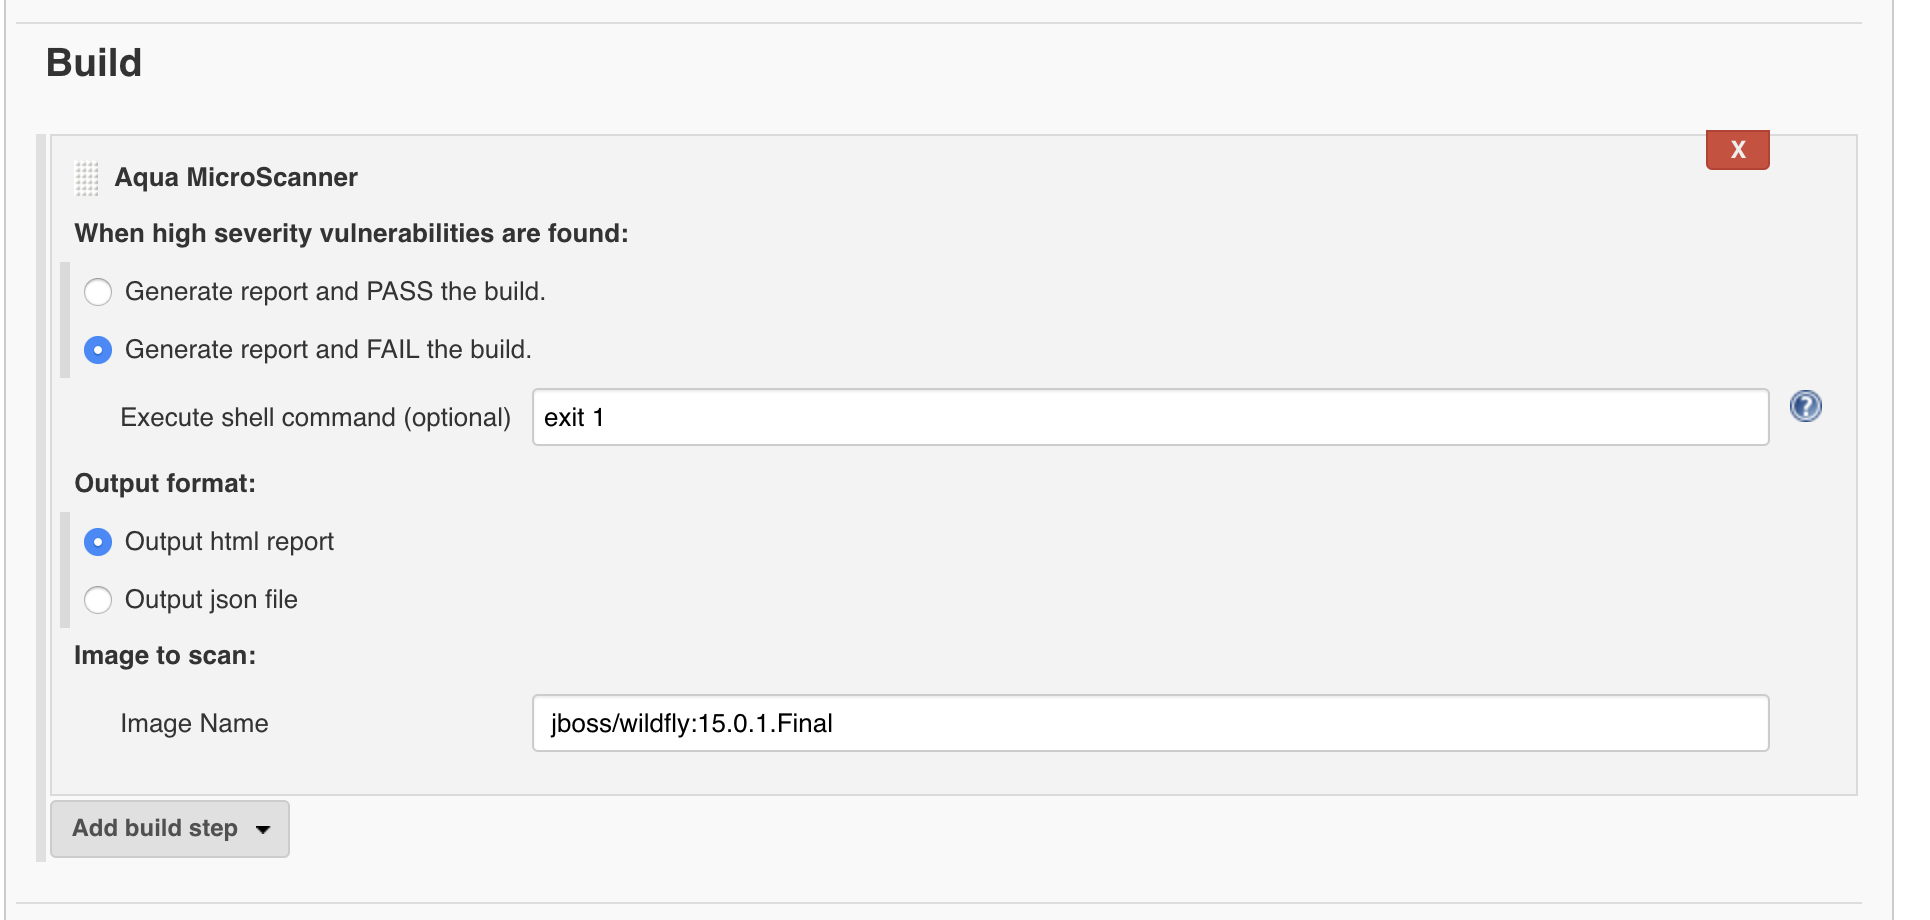 Build
X
Aqua MicroScanner
When high severity vulnerabilities are found:
Generate report and PASS the build.
Generate report and FAIL the build.
Execute shell command (optional) exit 1 ?
Output format:
Output html report
Output json file
Image to scan:
Image Name jboss/wildfly:15.0.1.Final
Add build step